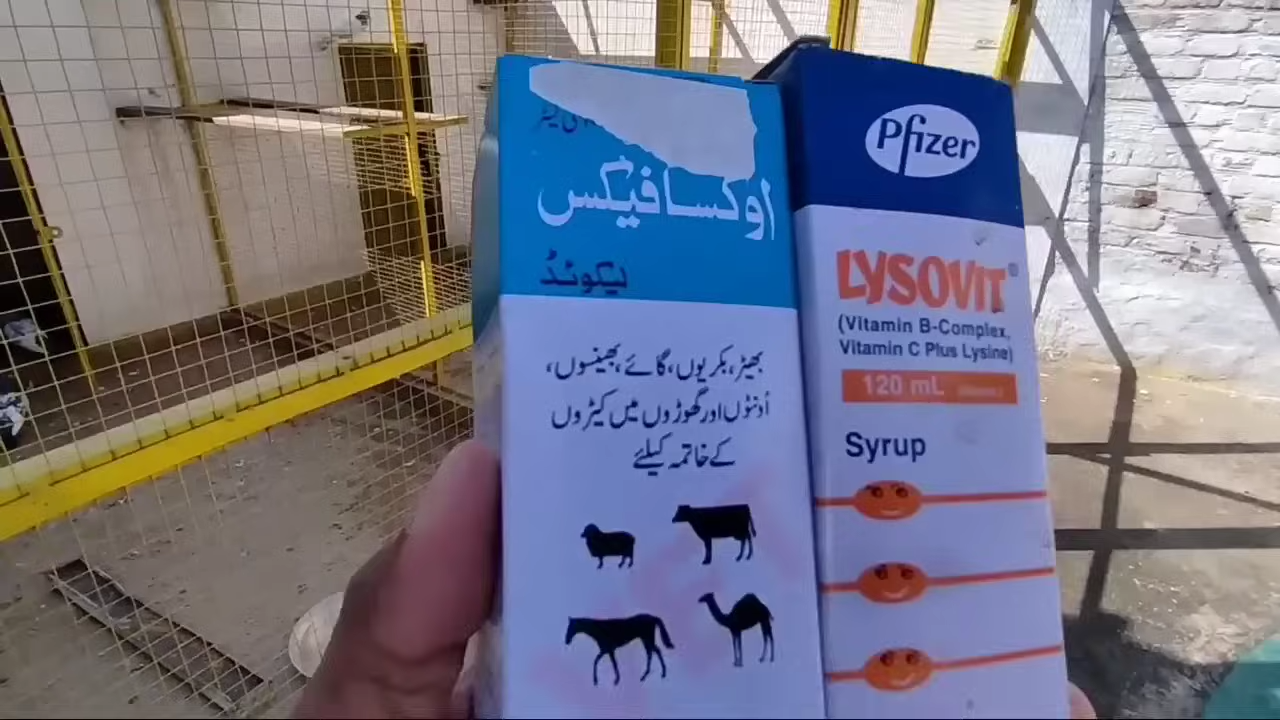 اوکسافیکس
لیکوئڈ
بھیڑ، بکریوں، گائے، بھینسوں،
اُونٹوں اور گھوڑوں میں کیڑوں
کے خاتمہ کیلئے
Pfizer
LYSOVIT®
(Vitamin B-Complex,
Vitamin C Plus Lysine)
120 mL
Syrup